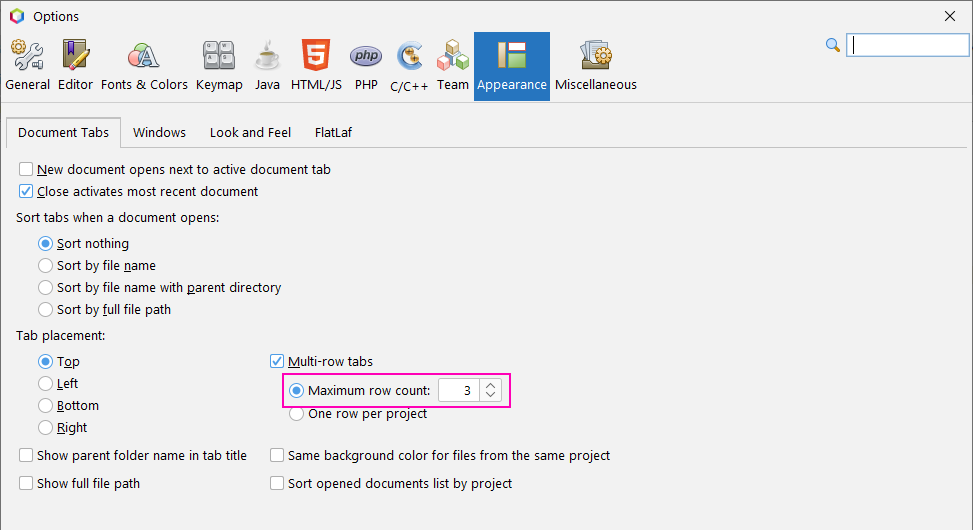 Options
General Editor Fonts & Colors Keymap Java HTML/JS php PHP C/C++ Team Appearance Miscellaneous
Document Tabs Windows Look and Feel FlatLaf
New document opens next to active document tab
Close activates most recent document
Sort tabs when a document opens:
Sort nothing
Sort by file name
Sort by file name with parent directory
Sort by full file path
Tab placement:
Top Multi-row tabs
Left Maximum row count: 3
Bottom One row per project
Right
Show parent folder name in tab title Same background color for files from the same project
Show full file path Sort opened documents list by project